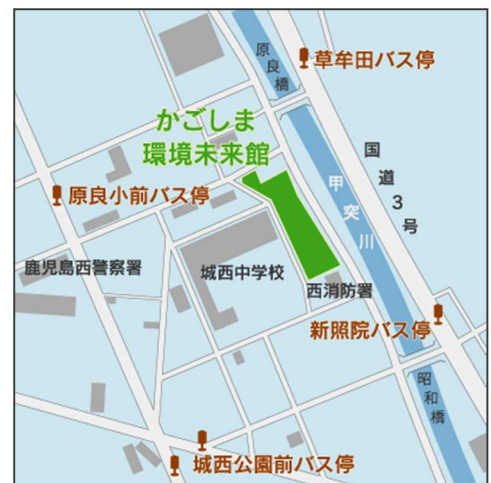 原良橋
草牟田バス停
かごしま
環境未来館
国道3号
原良小前バス停
甲突川
鹿児島西警察署
城西中学校
西消防署
新照院バス停
昭和橋
城西公園前バス停